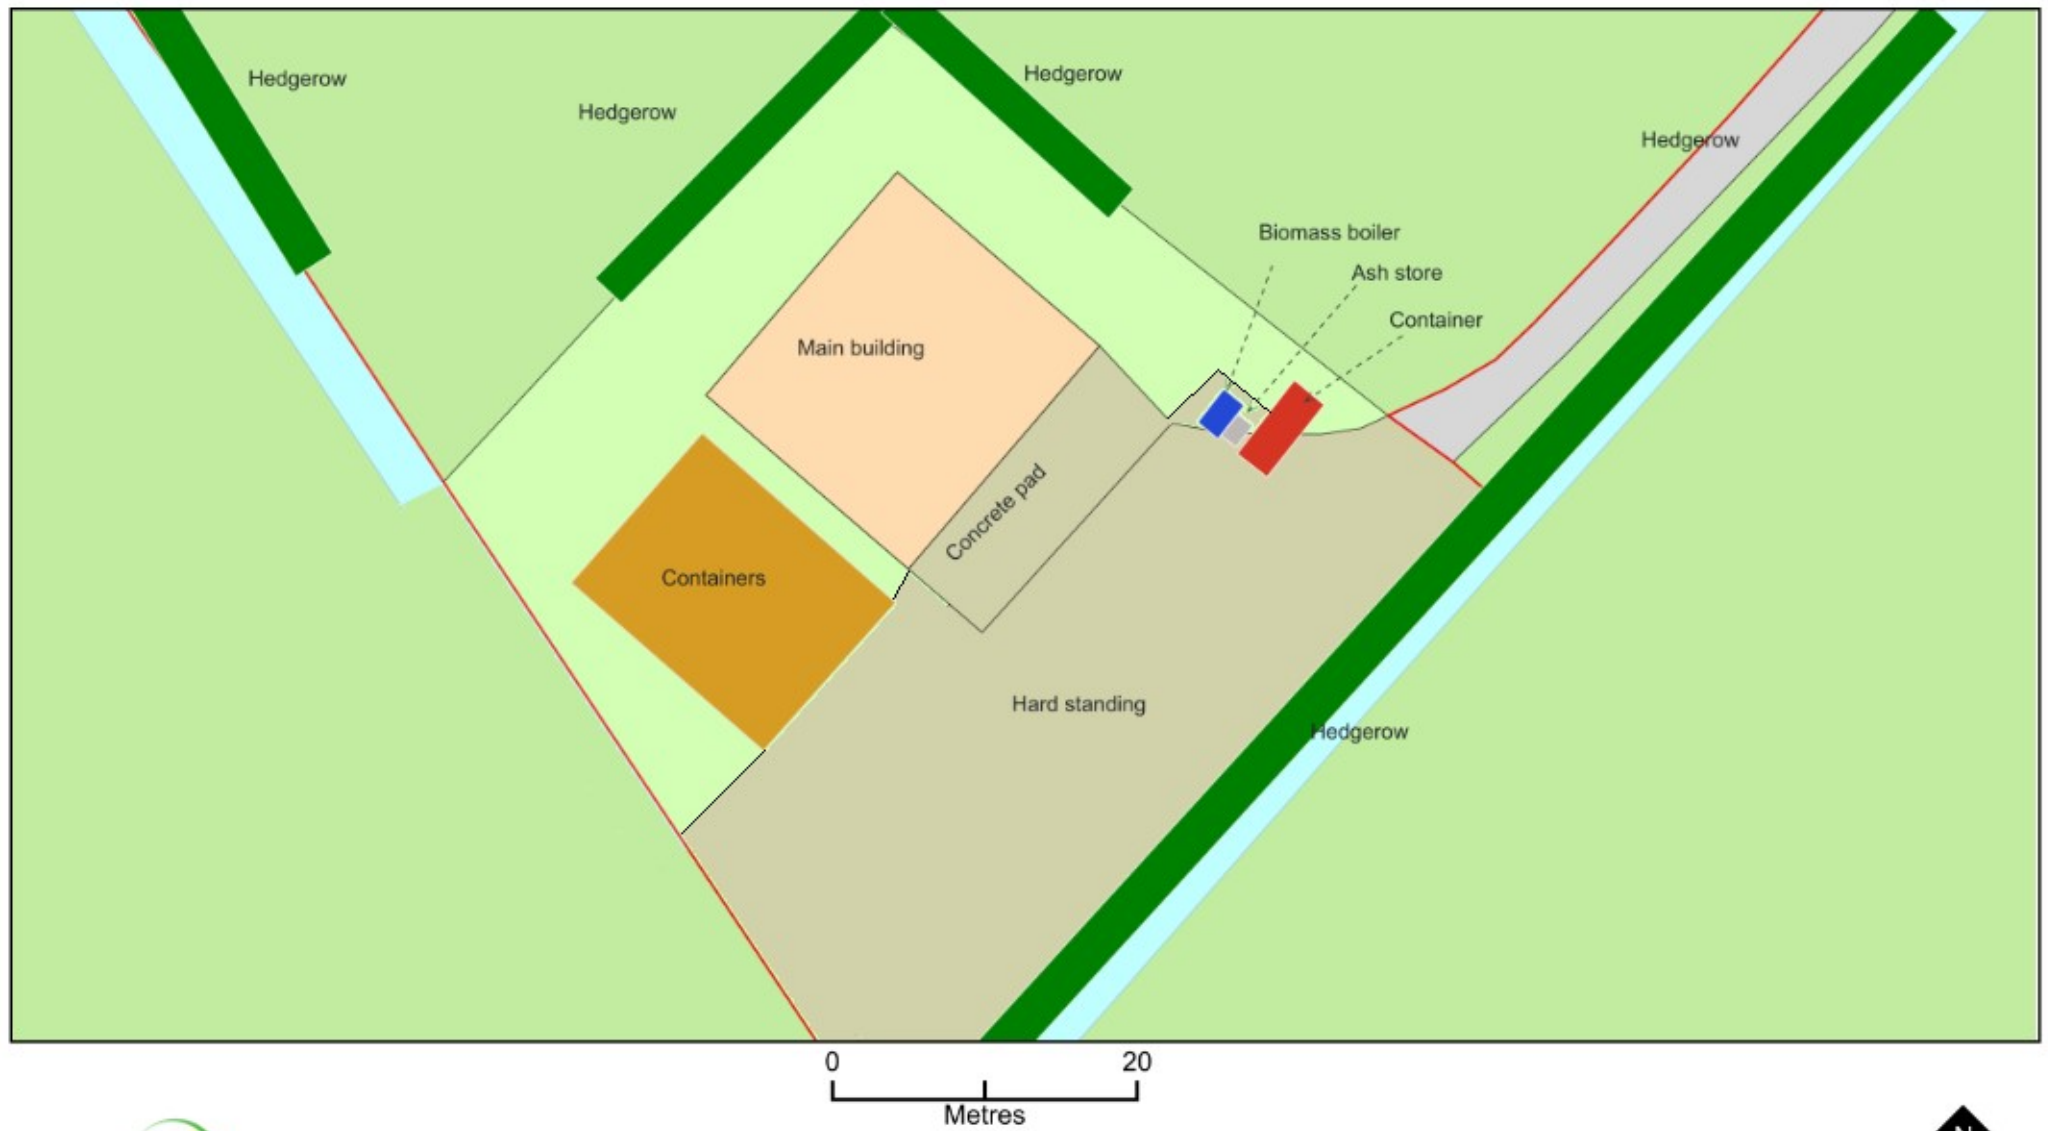 Hedgerow
Hedgerow
Hedgerow
Hedgerow
Biomass boiler
Ash store
Container
Main building
Concrete pad
Containers
Hard standing
Hedgerow
0 20
Metres
N